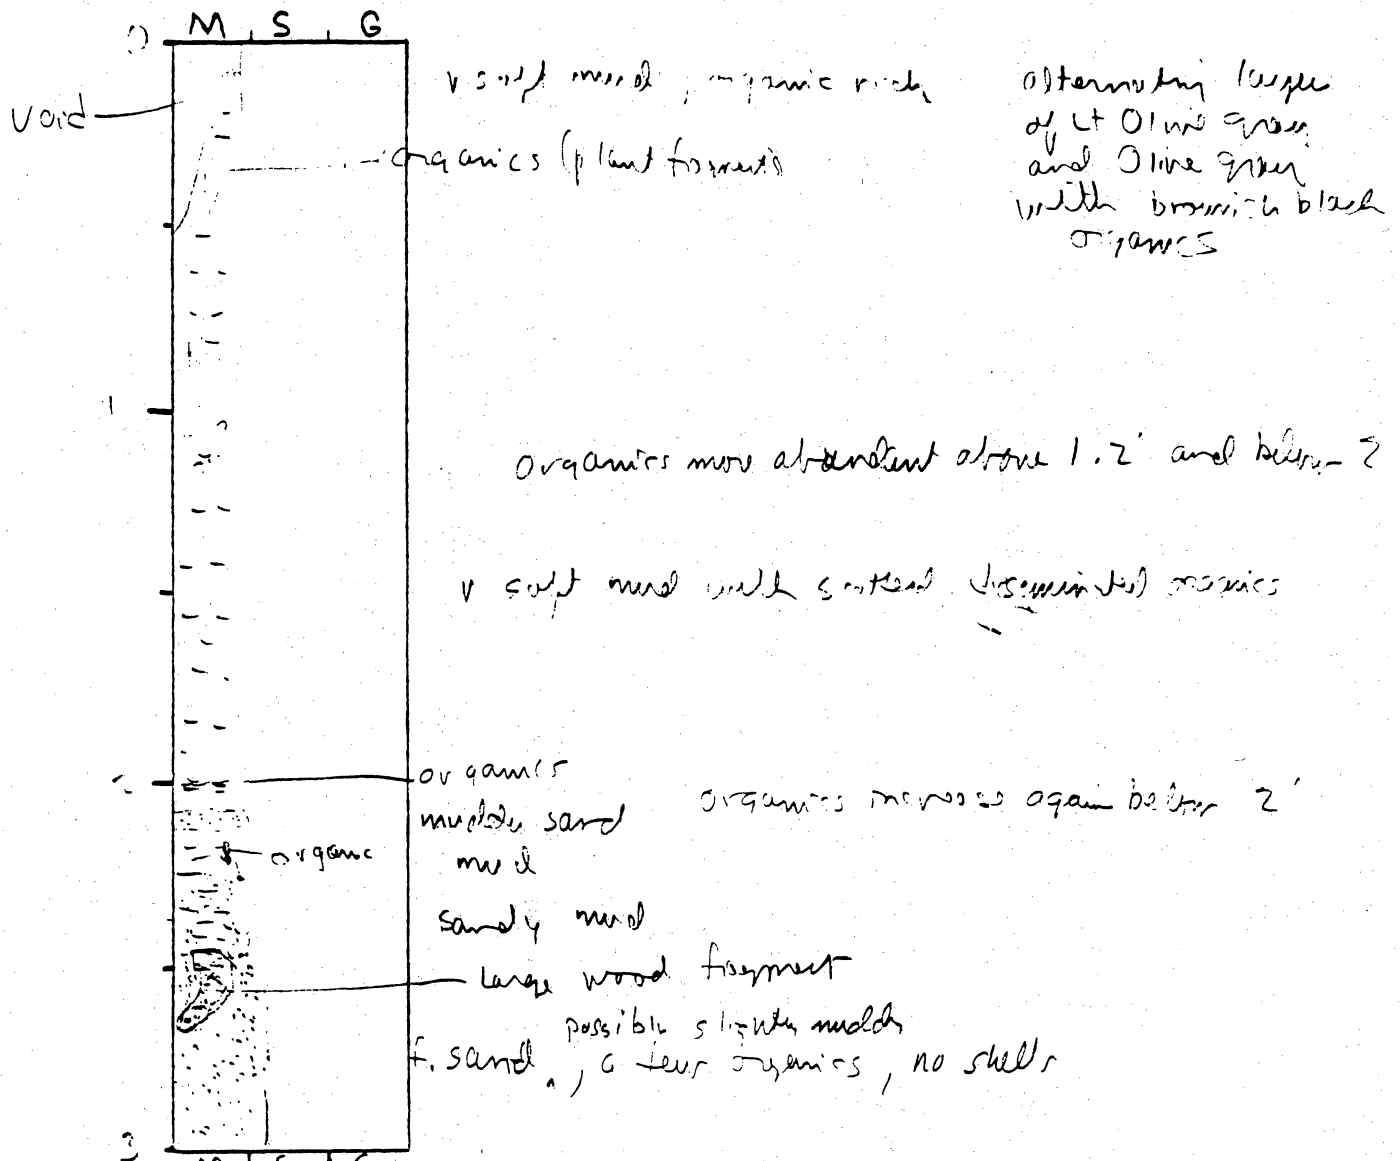 M S G
0
v soft mud, organic rich
alternating layers
of Lt Olive gray
and Olive gray
with brownish black
organics
Void
organics (plant fragments)
1
organics more abundant above 1.2' and below 2
v soft mud with scattered disseminated organics
2
organics
organics increase again below 2'
muddy sand
organic
mud
sandy mud
large wood fragment
possibly slightly muddy
f. sand ^, a few organics, no shells
3